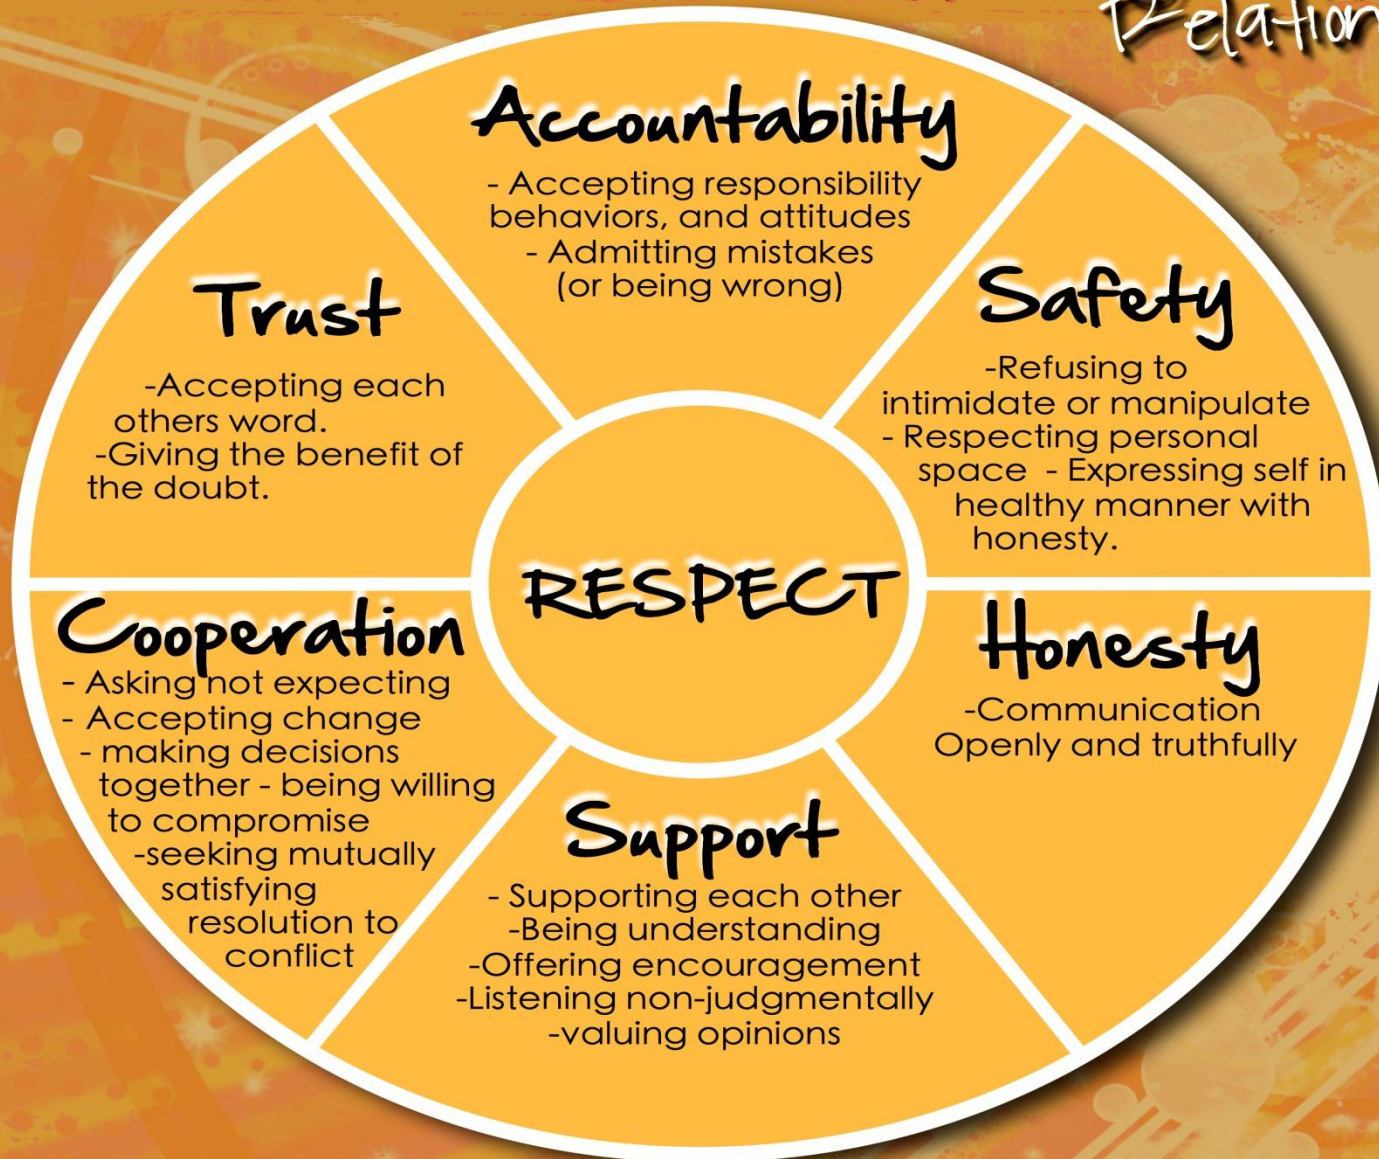 Accountability
- Accepting responsibility
behaviors, and attitudes
- Admitting mistakes
(or being wrong)
Safety
-Refusing to
intimidate or manipulate
- Respecting personal
space - Expressing self in
healthy manner with
honesty.
Honesty
-Communication
Openly and truthfully
Support
- Supporting each other
-Being understanding
-Offering encouragement
-Listening non-judgmentally
-valuing opinions
Cooperation
- Asking not expecting
- Accepting change
- making decisions
together - being willing
to compromise
-seeking mutually
satisfying
resolution to
conflict
Trust
-Accepting each
others word.
-Giving the benefit of
the doubt.
RESPECT